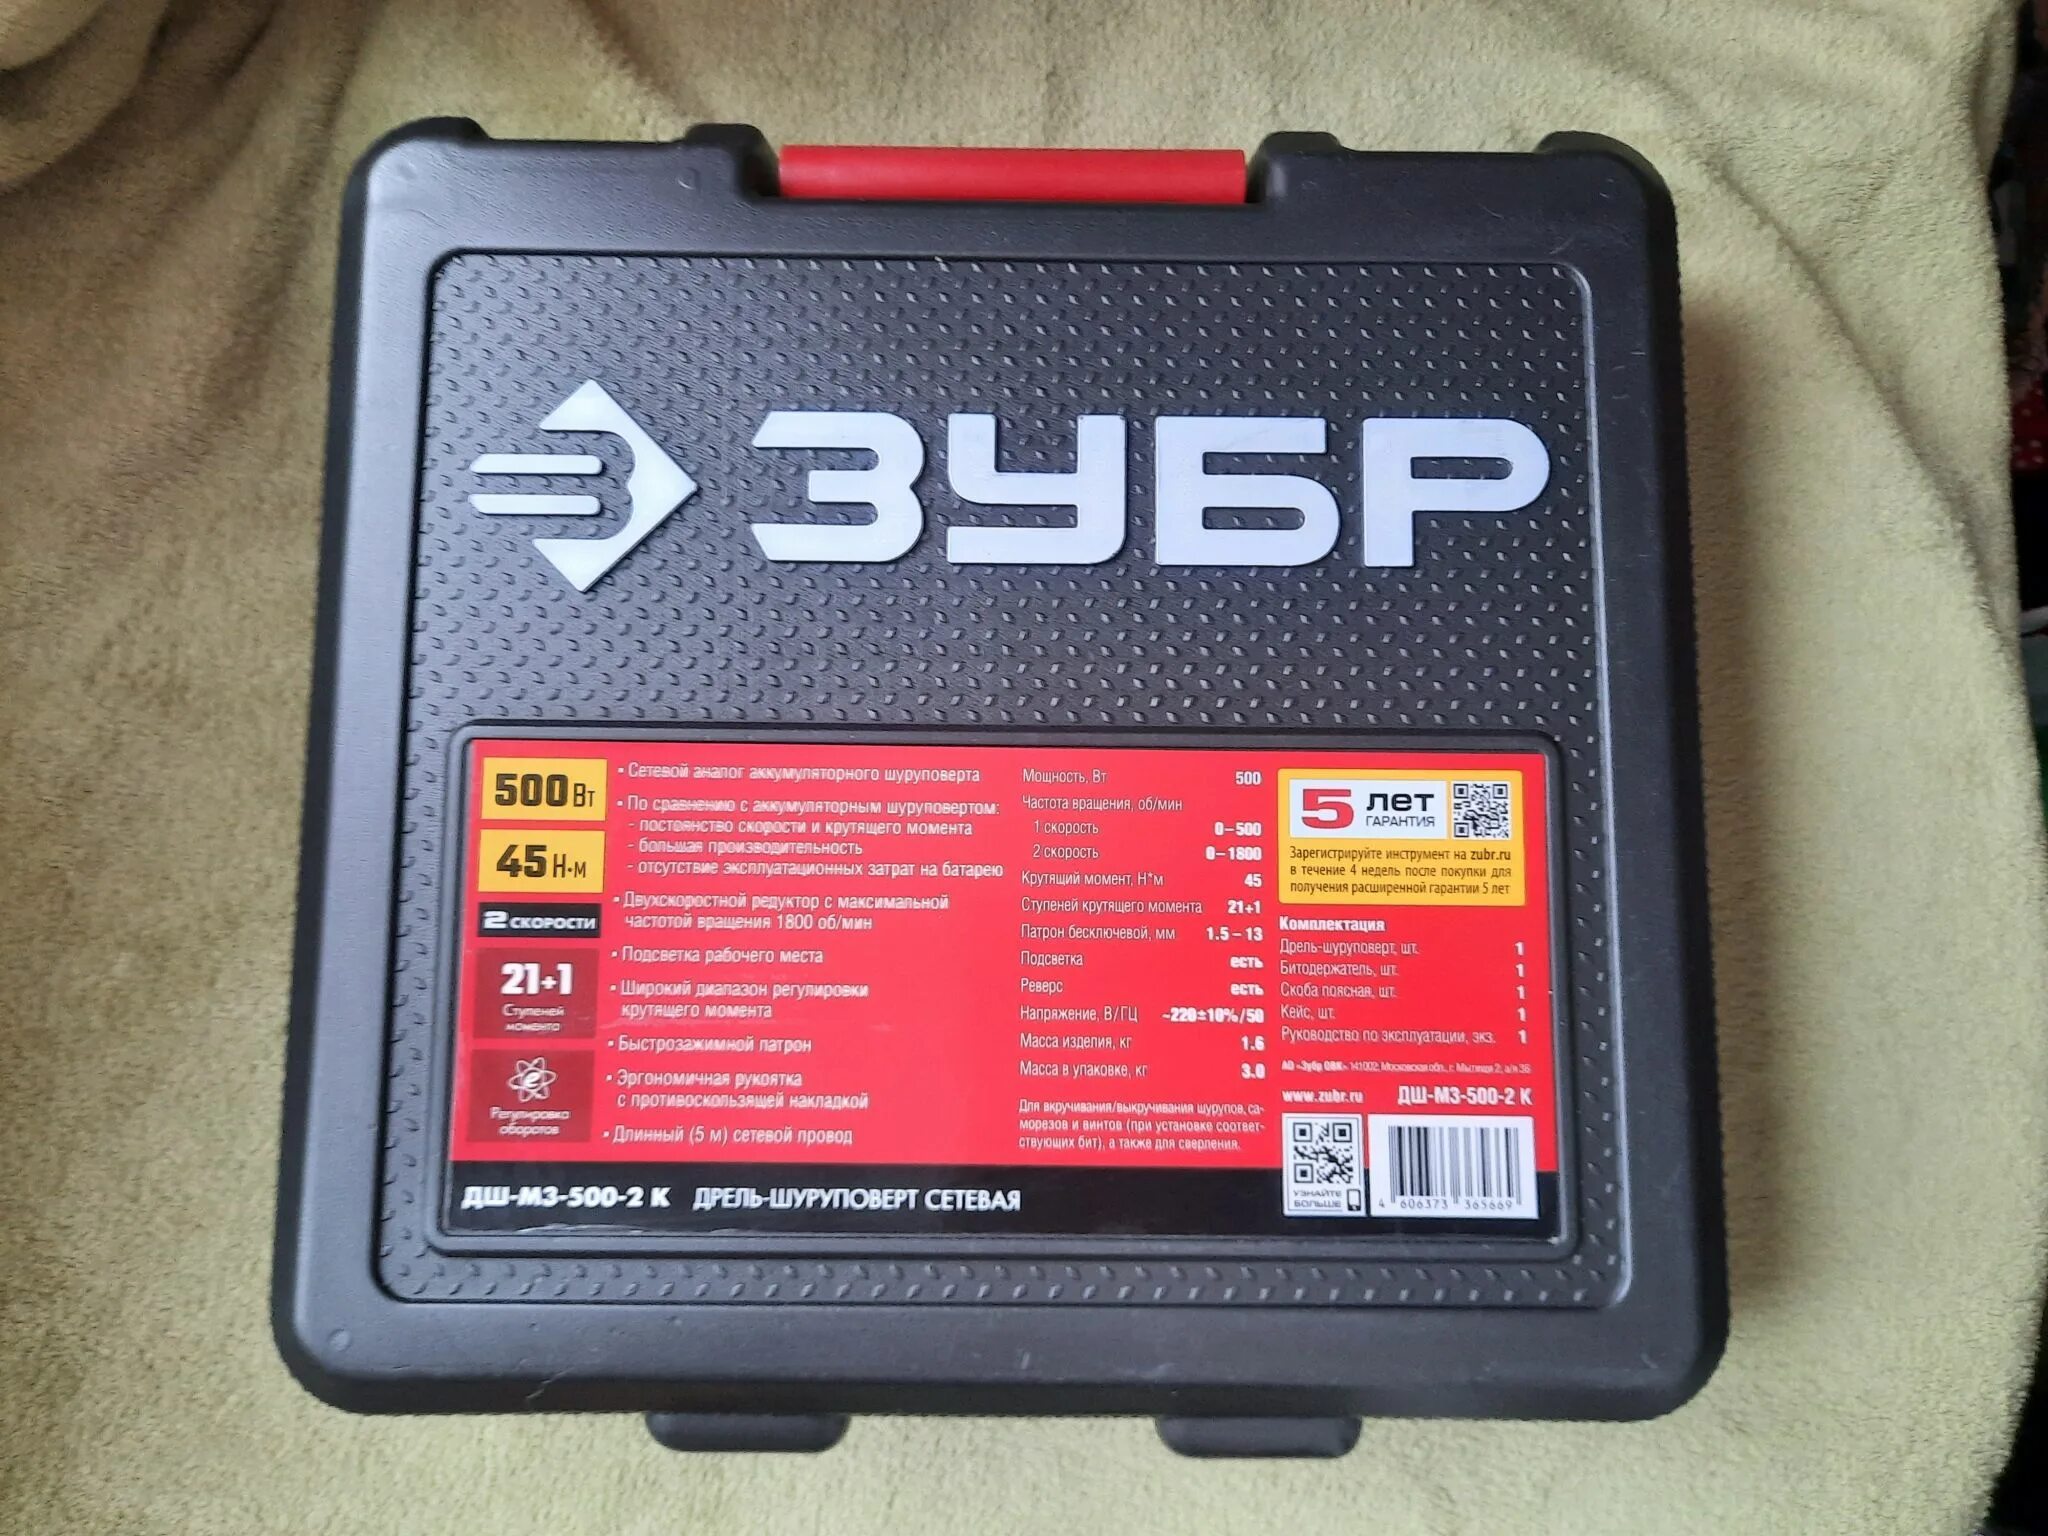 ЗУБР
500 Вт
45 Н·м
2 СКОРОСТИ
21+1
Ступеней
момента
Регулировка
оборотов
• Сетевой аналог аккумуляторного шуруповерта
• По сравнению с аккумуляторным шуруповертом:
- постоянство скорости и крутящего момента
- большая производительность
- отсутствие эксплуатационных затрат на батарею
• Двухскоростной редуктор с максимальной
частотой вращения 1800 об/мин
• Подсветка рабочего места
• Широкий диапазон регулировки
крутящего момента
• Быстрозажимной патрон
• Эргономичная рукоятка
с противоскользящей накладкой
• Длинный (5 м) сетевой провод
Мощность, Вт 500
Частота вращения, об/мин
1 скорость 0–500
2 скорость 0–1800
Крутящий момент, Н*м 45
Ступеней крутящего момента 21+1
Патрон бесключевой, мм 1.5 – 13
Подсветка есть
Реверс есть
Напряжение, В/ГЦ ~220±10%/50
Масса изделия, кг 1.6
Масса в упаковке, кг 3.0
Для вкручивания/выкручивания шурупов, са-
морезов и винтов (при установке соответ-
ствующих бит), а также для сверления.
5 ЛЕТ
ГАРАНТИЯ
Зарегистрируйте инструмент на zubr.ru
в течение 4 недель после покупки для
получения расширенной гарантии 5 лет
Комплектация
Дрель-шуруповерт, шт. 1
Битодержатель, шт. 1
Скоба поясная, шт. 1
Кейс, шт. 1
Руководство по эксплуатации, экз. 1
АО «Зубр ОВК» 141002, Московская обл., г. Мытищи 2, а/я 36
www.zubr.ru ДШ-М3-500-2 К
УЗНАЙТЕ
БОЛЬШЕ
4 606373 365669
ДШ-М3-500-2 К ДРЕЛЬ-ШУРУПОВЕРТ СЕТЕВАЯ